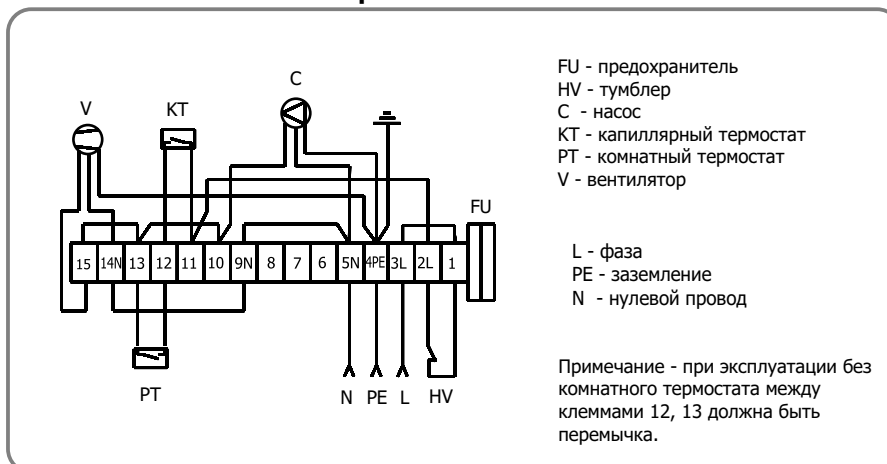 FU - предохранитель
HV - тумблер
C - насос
KT - капиллярный термостат
PT - комнатный термостат
V - вентилятор
L - фаза
PE - заземление
N - нулевой провод
Примечание - при эксплуатации без
комнатного термостата между
клеммами 12, 13 должна быть
перемычка.
V KT C
FU
15 14N 13 12 11 10 9N 8 7 6 5N 4PE 3L 2L 1
PT N PE L HV